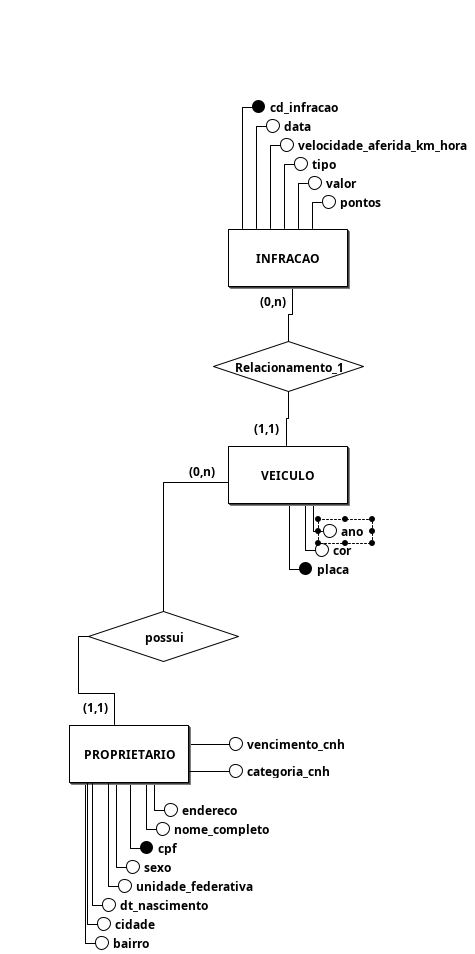 cd_infracao
data
velocidade_aferida_km_hora
tipo
valor
pontos
INFRACAO
(0,n)
Relacionamento_1
(1,1)
VEICULO
(0,n)
ano
cor
placa
possui
(1,1)
PROPRIETARIO
vencimento_cnh
categoria_cnh
endereco
nome_completo
cpf
sexo
unidade_federativa
dt_nascimento
cidade
bairro